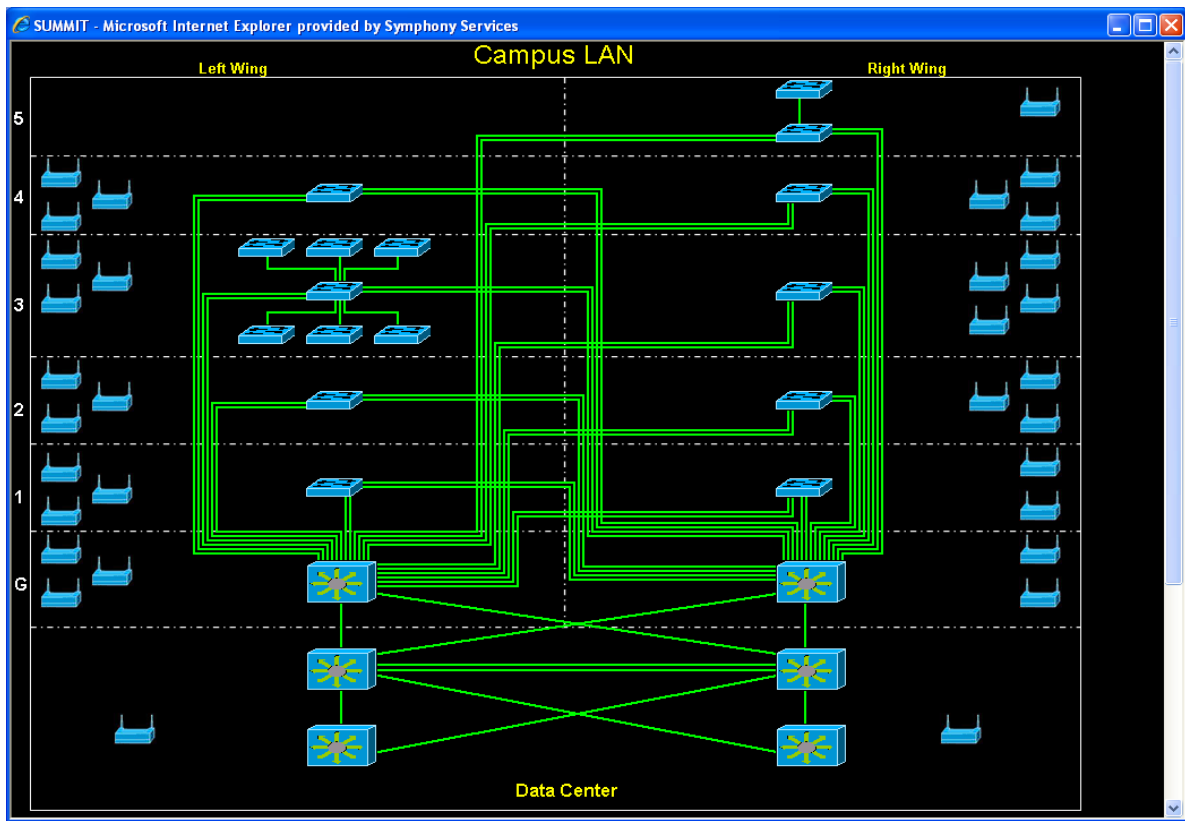 SUMMIT - Microsoft Internet Explorer provided by Symphony Services
Campus LAN
Left Wing
Right Wing
5
4
3
2
1
G
Data Center